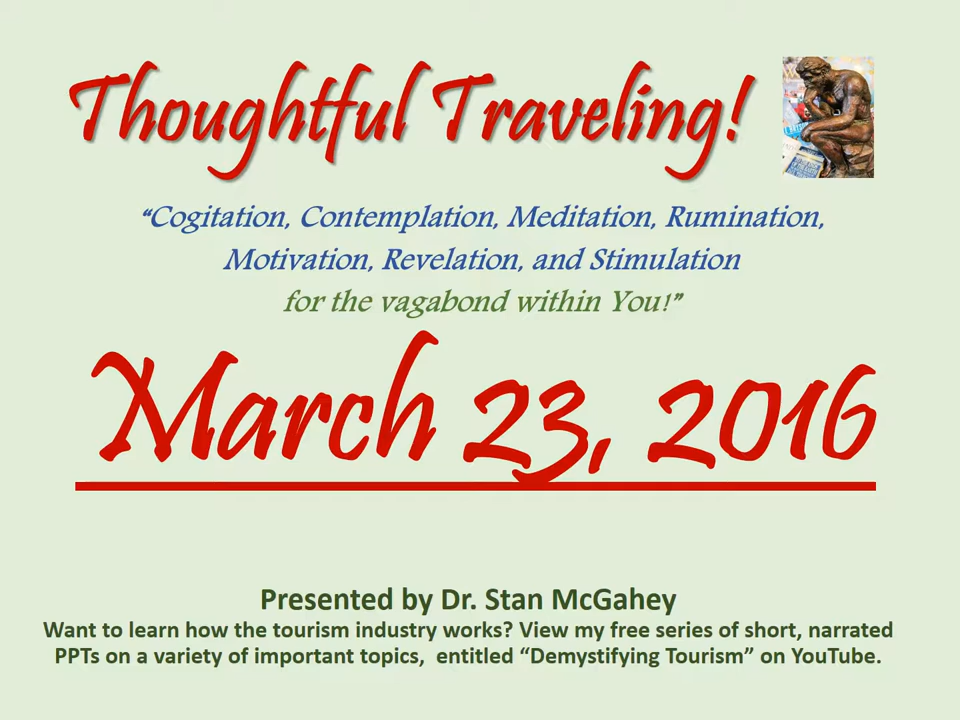 Thoughtful Traveling!
“Cogitation, Contemplation, Meditation, Rumination,
Motivation, Revelation, and Stimulation
for the vagabond within You!”
March 23, 2016
Presented by Dr. Stan McGahey
Want to learn how the tourism industry works? View my free series of short, narrated
PPTs on a variety of important topics, entitled “Demystifying Tourism” on YouTube.